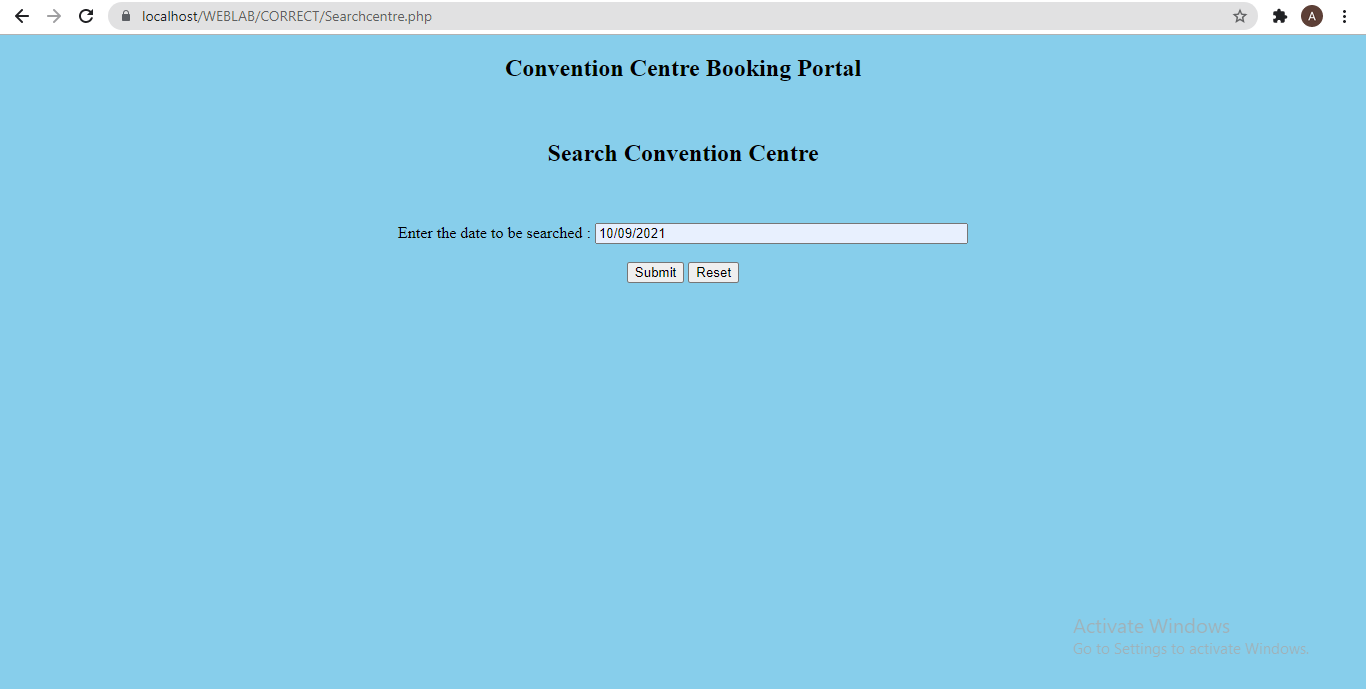 localhost/WEBLAB/CORRECT/Searchcentre.php
A
Convention Centre Booking Portal
Search Convention Centre
Enter the date to be searched : 10/09/2021
Submit Reset
Activate Windows
Go to Settings to activate Windows.